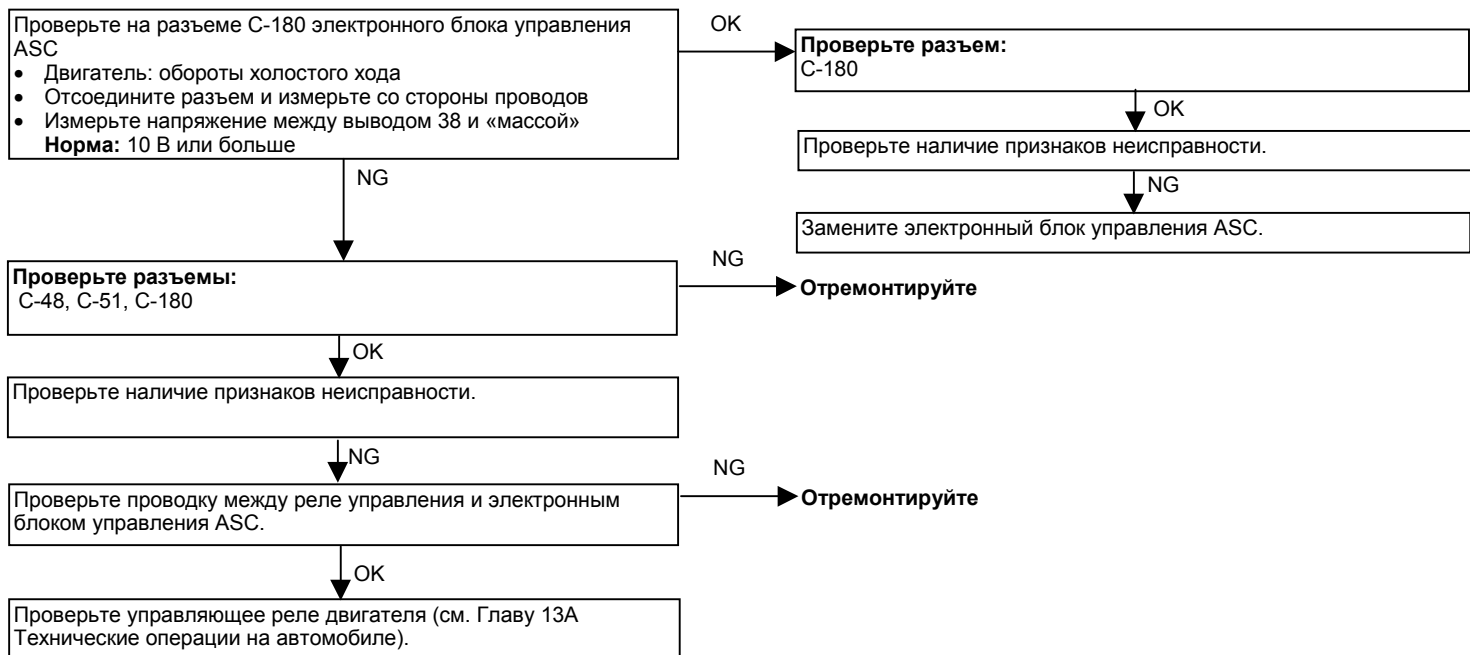 Проверьте на разъеме C-180 электронного блока управления
ASC
• Двигатель: обороты холостого хода
• Отсоедините разъем и измерьте со стороны проводов
• Измерьте напряжение между выводом 38 и «массой»
Норма: 10 В или больше
OK
Проверьте разъем:
C-180
OK
Проверьте наличие признаков неисправности.
NG
Замените электронный блок управления ASC.
NG
Проверьте разъемы:
C-48, C-51, C-180
NG
Отремонтируйте
OK
Проверьте наличие признаков неисправности.
NG
Проверьте проводку между реле управления и электронным
блоком управления ASC.
NG
Отремонтируйте
OK
Проверьте управляющее реле двигателя (см. Главу 13A
Технические операции на автомобиле).